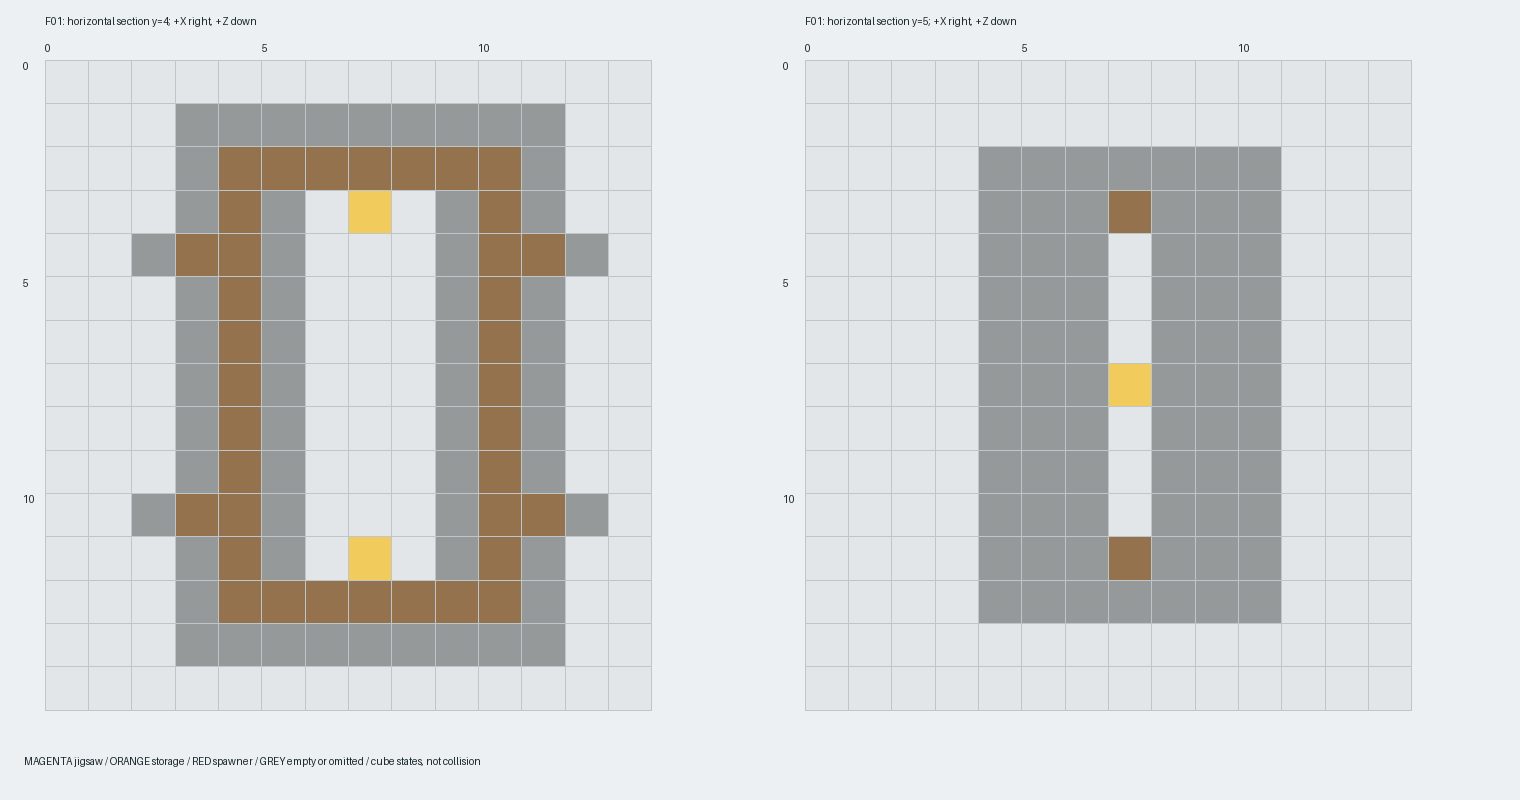 F01: horizontal section y=4; +X right, +Z down
F01: horizontal section y=5; +X right, +Z down
0 5 10
0 5 10
0
0
5
5
10
10
MAGENTA jigsaw / ORANGE storage / RED spawner / GREY empty or omitted / cube states, not collision